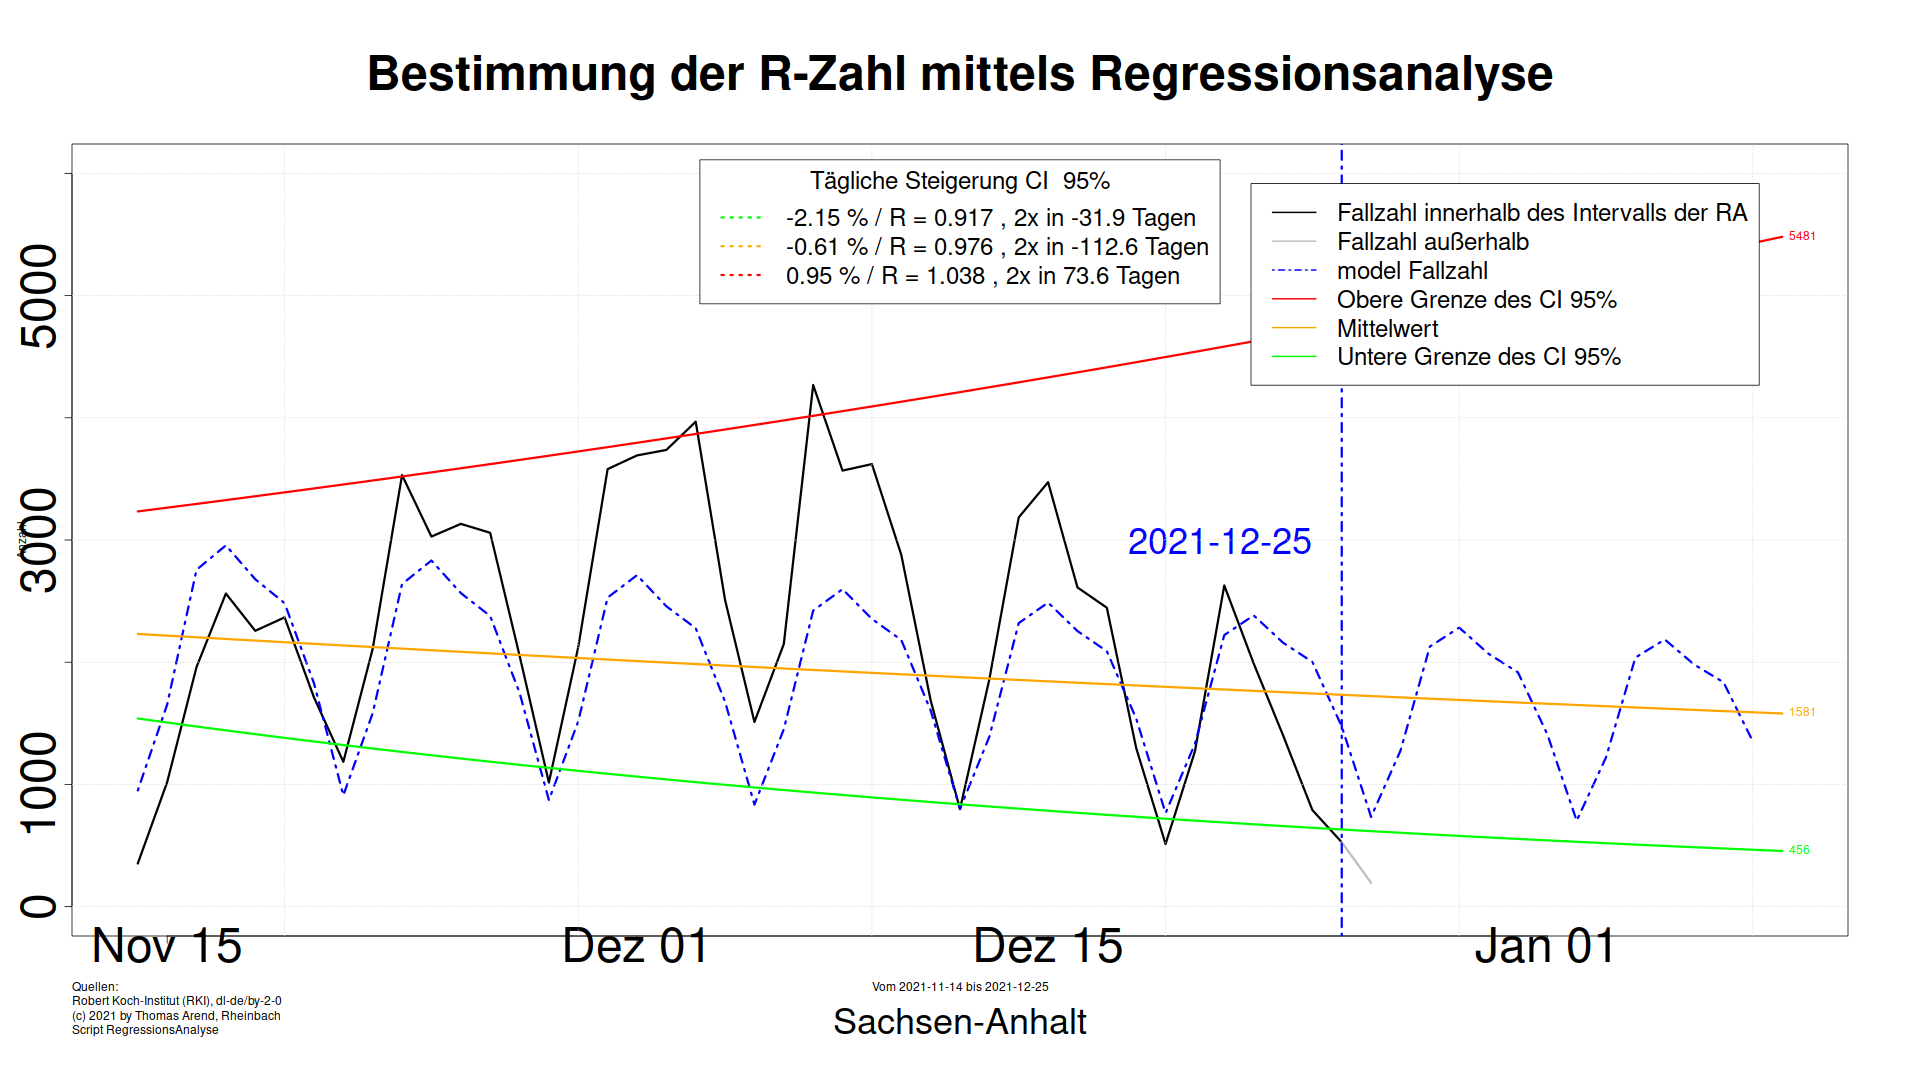 Bestimmung der R-Zahl mittels Regressionsanalyse
Tägliche Steigerung CI 95%
-2.15 % / R = 0.917 , 2x in -31.9 Tagen
-0.61 % / R = 0.976 , 2x in -112.6 Tagen
0.95 % / R = 1.038 , 2x in 73.6 Tagen
Fallzahl innerhalb des Intervalls der RA
Fallzahl außerhalb
model Fallzahl
Obere Grenze des CI 95%
Mittelwert
Untere Grenze des CI 95%
5481
5000
3000
1000
0
Anzahl
2021-12-25
1581
456
Nov 15
Dez 01
Dez 15
Jan 01
Quellen:
Robert Koch-Institut (RKI), dl-de/by-2-0
(c) 2021 by Thomas Arend, Rheinbach
Script RegressionsAnalyse
Vom 2021-11-14 bis 2021-12-25
Sachsen-Anhalt